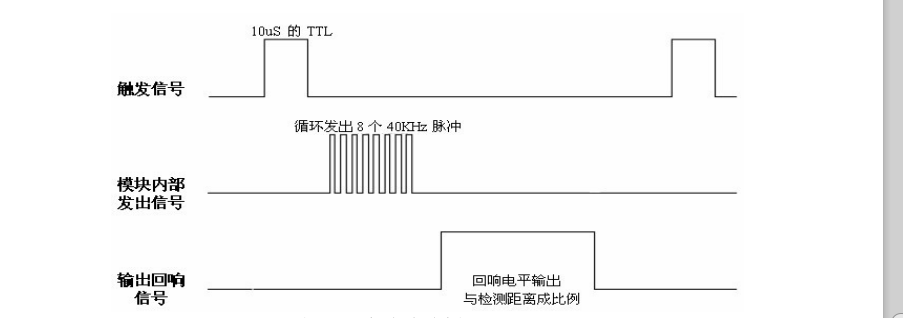 10uS 的 TTL
触发信号
循环发出 8 个 40KHz 脉冲
模块内部
发出信号
输出回响
信号
回响电平输出
与检测距离成比例